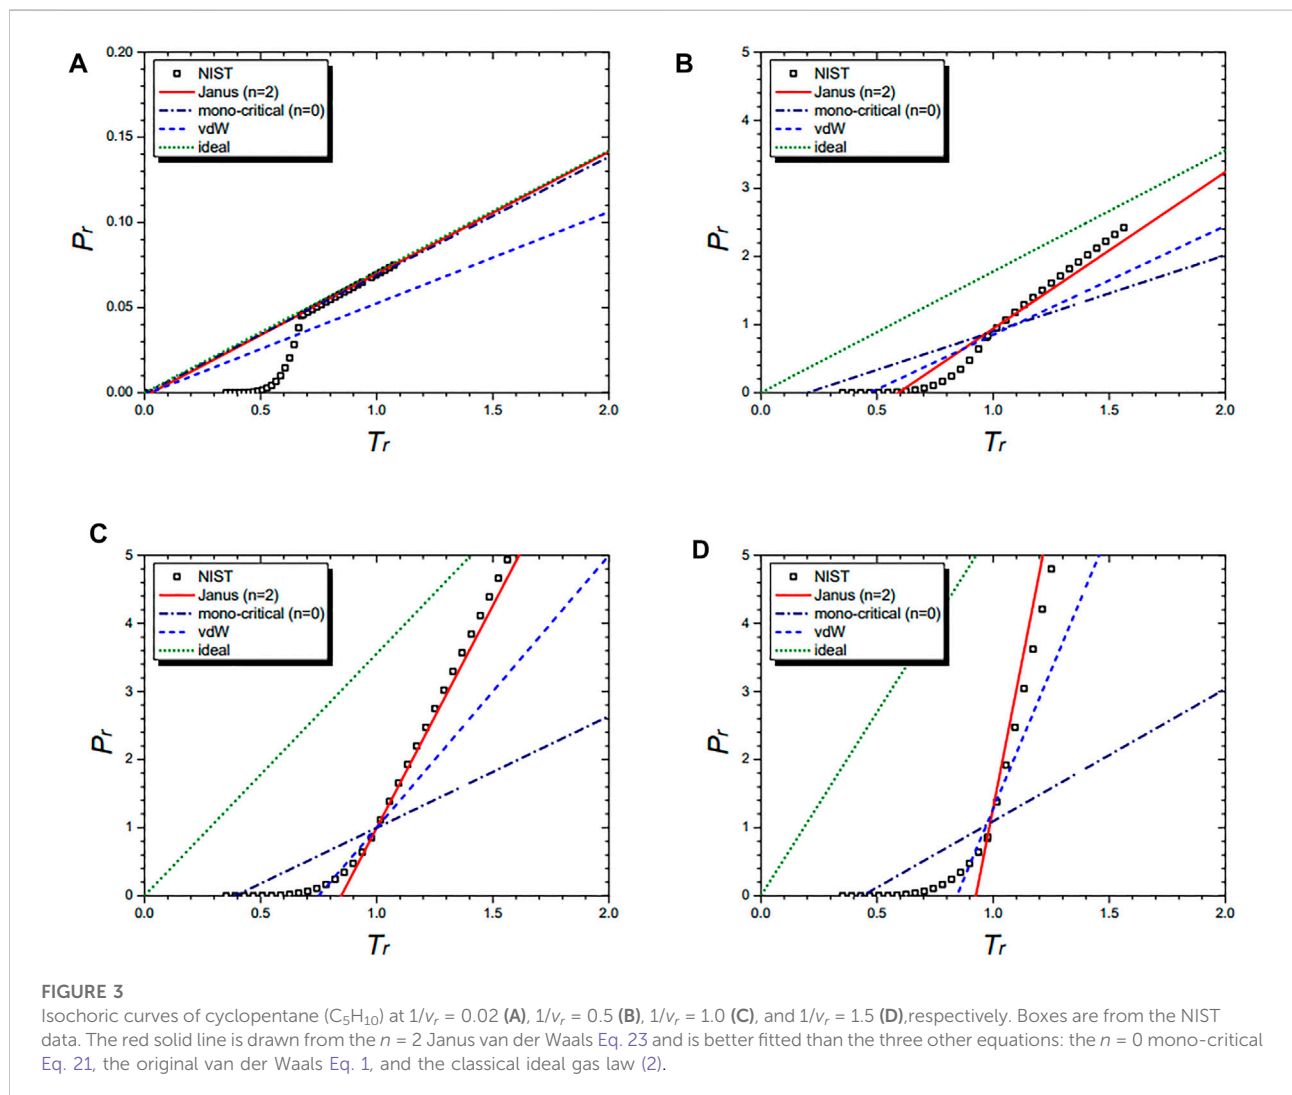 A
0.20
0.15
0.10
0.05
0.00
0.0 0.5 1.0 1.5 2.0
Pr
Tr
NIST
Janus (n=2)
mono-critical (n=0)
vdW
ideal
B
5
4
3
2
1
0
0.0 0.5 1.0 1.5 2.0
Pr
Tr
NIST
Janus (n=2)
mono-critical (n=0)
vdW
ideal
C
5
4
3
2
1
0
0.0 0.5 1.0 1.5 2.0
Pr
Tr
NIST
Janus (n=2)
mono-critical (n=0)
vdW
ideal
D
5
4
3
2
1
0
0.0 0.5 1.0 1.5 2.0
Pr
Tr
NIST
Janus (n=2)
mono-critical (n=0)
vdW
ideal
FIGURE 3
Isochoric curves of cyclopentane (C5H10) at 1/vr = 0.02 (A), 1/vr = 0.5 (B), 1/vr = 1.0 (C), and 1/vr = 1.5 (D),respectively. Boxes are from the NIST
data. The red solid line is drawn from the n = 2 Janus van der Waals Eq. 23 and is better fitted than the three other equations: the n = 0 mono-critical
Eq. 21, the original van der Waals Eq. 1, and the classical ideal gas law (2).